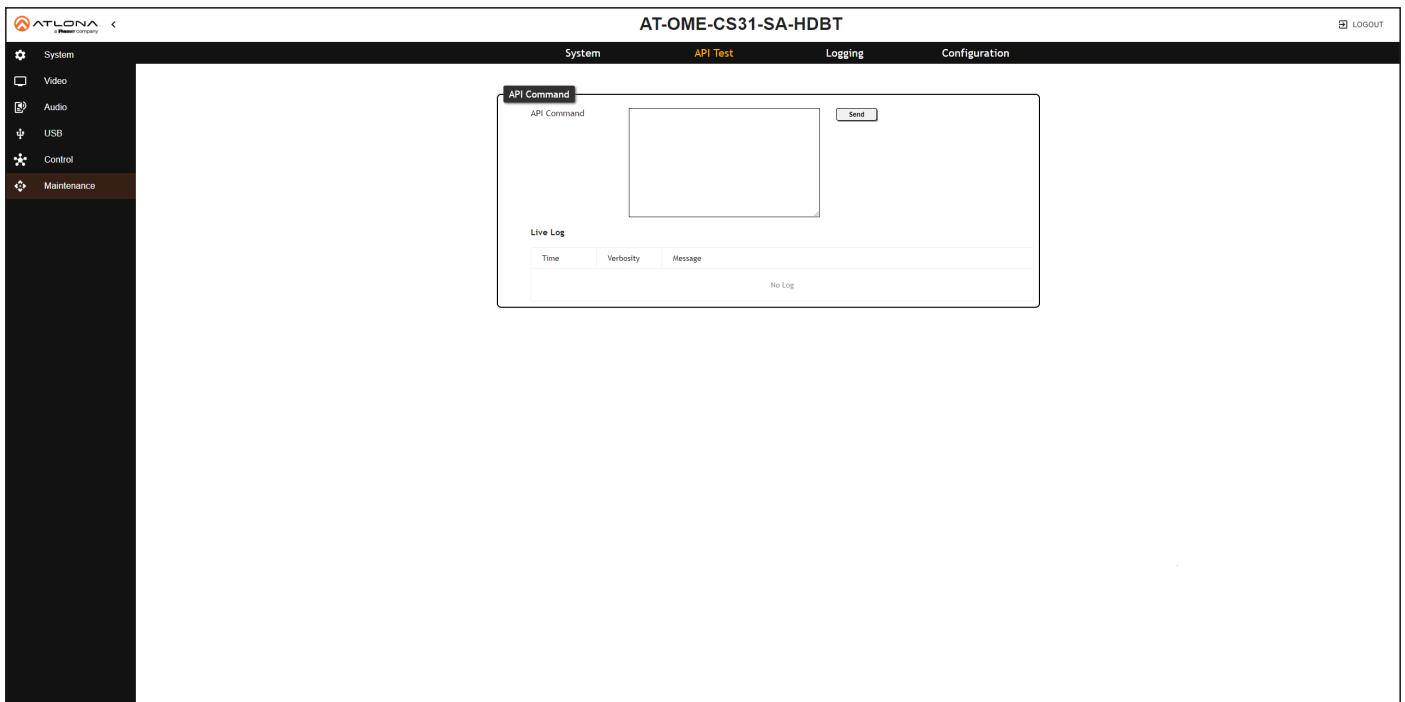 ATLONA
a Panduit company
AT-OME-CS31-SA-HDBT
LOGOUT
System
Video
Audio
USB
Control
Maintenance
System API Test Logging Configuration
API Command
API Command
Send
Live Log
Time Verbosity Message
No Log